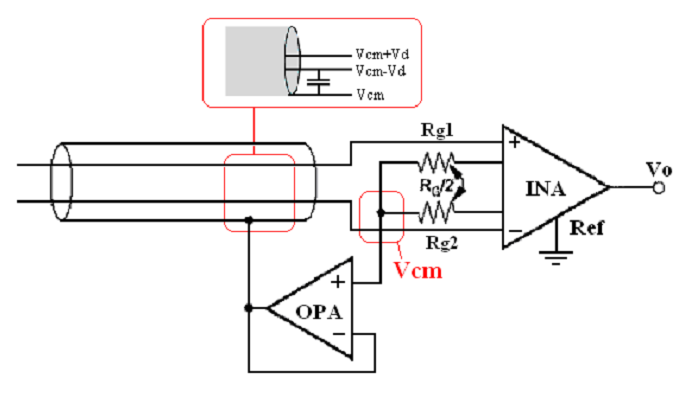 Vcm+Vd
Vcm-Vd
Vcm
Rg1
+
RG/2
INA
Vo
Ref
−
Rg2
Vcm
+
OPA
−